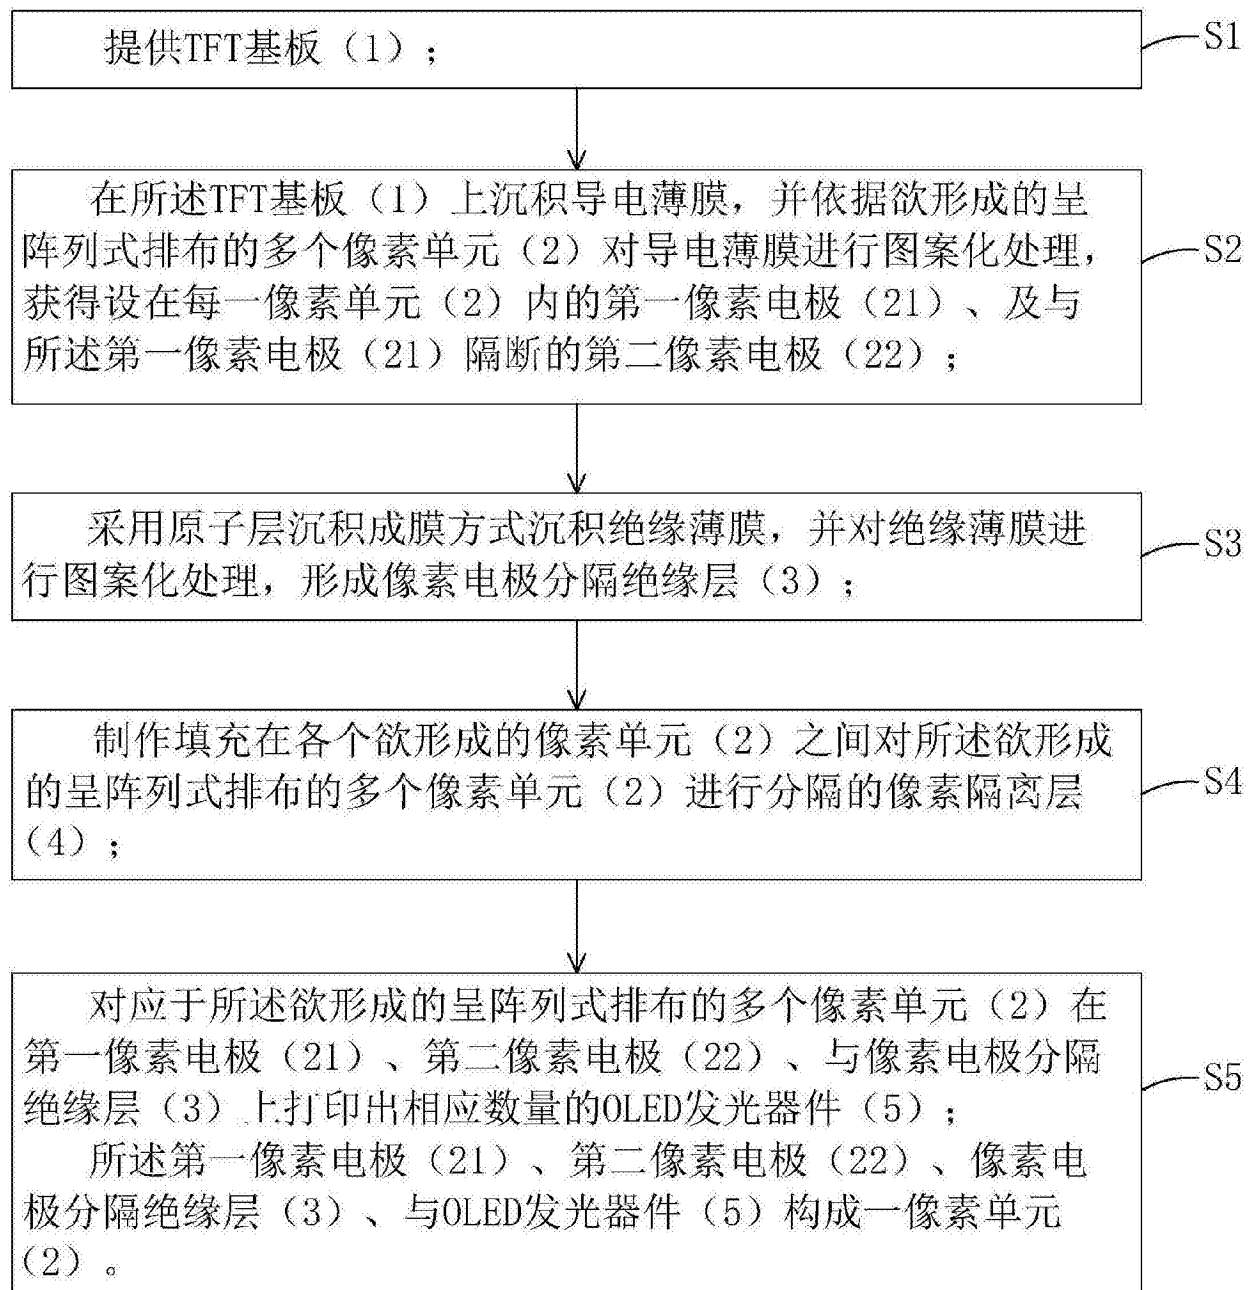 提供TFT基板（1）；
S1
在所述TFT基板（1）上沉积导电薄膜，并依据欲形成的呈
阵列式排布的多个像素单元（2）对导电薄膜进行图案化处理，
获得设在每一像素单元（2）内的第一像素电极（21）、及与
所述第一像素电极（21）隔断的第二像素电极（22）；
S2
采用原子层沉积成膜方式沉积绝缘薄膜，并对绝缘薄膜进
行图案化处理，形成像素电极分隔绝缘层（3）；
S3
制作填充在各个欲形成的像素单元（2）之间对所述欲形成
的呈阵列式排布的多个像素单元（2）进行分隔的像素隔离层
（4）；
S4
对应于所述欲形成的呈阵列式排布的多个像素单元（2）在
第一像素电极（21）、第二像素电极（22）、与像素电极分隔
绝缘层（3）上打印出相应数量的OLED发光器件（5）；
所述第一像素电极（21）、第二像素电极（22）、像素电
极分隔绝缘层（3）、与OLED发光器件（5）构成一像素单元
（2）。
S5